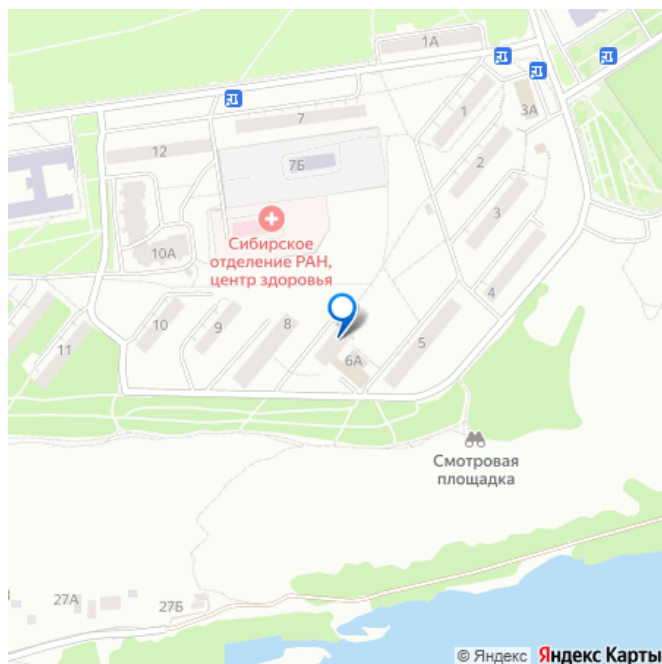 1А
1
3А
7
2
12
7Б
3
Сибирское
отделение РАН,
центр здоровья
10А
4
10
9
8
5
11
6А
Смотровая
площадка
27А
27Б
© Яндекс Яндекс Карты